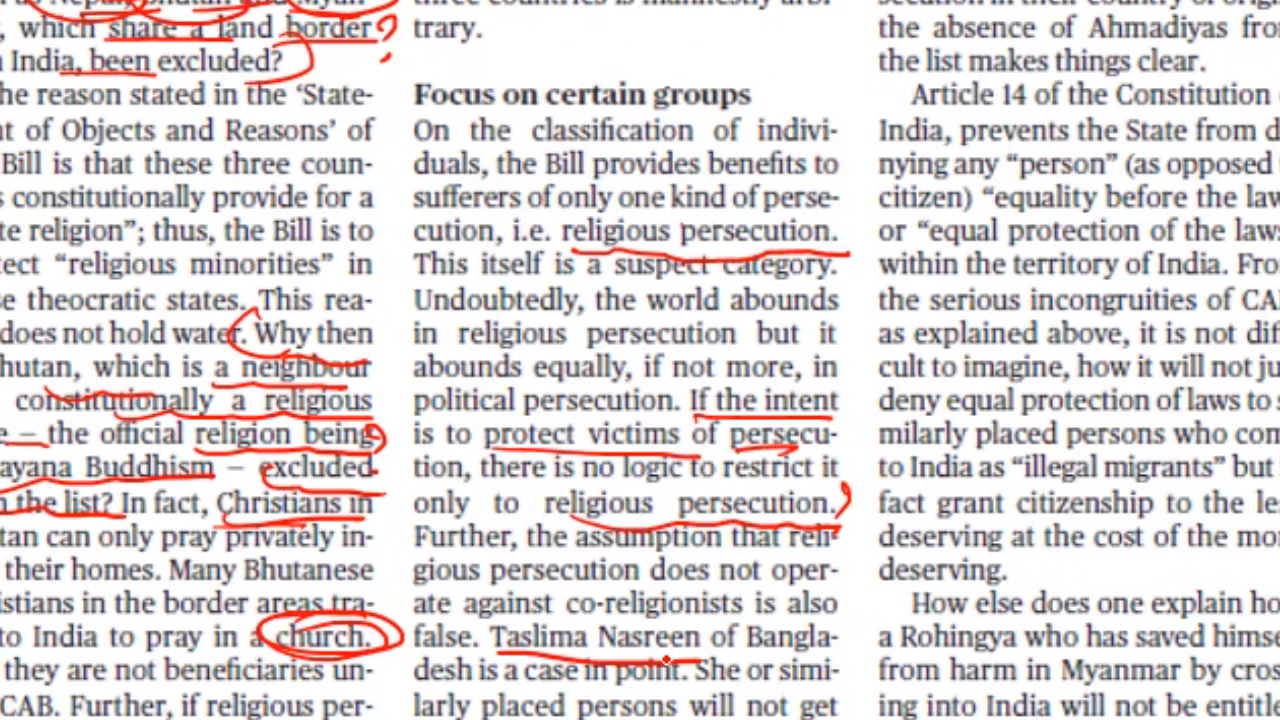 , which share a land border?
India, been excluded?
he reason stated in the ‘State-
nt of Objects and Reasons’ of
Bill is that these three coun-
s constitutionally provide for a
te religion”; thus, the Bill is to
tect “religious minorities” in
se theocratic states. This rea-
does not hold water. Why then
hutan, which is a neighbour
constitutionally a religious
e – the official religion being
ayana Buddhism – excluded
n the list? In fact, Christians in
tan can only pray privately in-
their homes. Many Bhutanese
istians in the border areas tra-
to India to pray in a church.
they are not beneficiaries un-
CAB. Further, if religious per-
three countries is manifestly arbi-
trary.
Focus on certain groups
On the classification of indivi-
duals, the Bill provides benefits to
sufferers of only one kind of perse-
cution, i.e. religious persecution.
This itself is a suspect category.
Undoubtedly, the world abounds
in religious persecution but it
abounds equally, if not more, in
political persecution. If the intent
is to protect victims of persecu-
tion, there is no logic to restrict it
only to religious persecution.
Further, the assumption that reli-
gious persecution does not oper-
ate against co-religionists is also
false. Taslima Nasreen of Bangla-
desh is a case in point. She or simi-
larly placed persons will not get
secution in their country of origi
the absence of Ahmadiyas fro
the list makes things clear.
Article 14 of the Constitution
India, prevents the State from d
nying any “person” (as opposed
citizen) “equality before the law
or “equal protection of the laws
within the territory of India. Fro
the serious incongruities of CA
as explained above, it is not dif
cult to imagine, how it will not ju
deny equal protection of laws to s
milarly placed persons who com
to India as “illegal migrants” but
fact grant citizenship to the le
deserving at the cost of the mo
deserving.
How else does one explain ho
a Rohingya who has saved himse
from harm in Myanmar by cros
ing into India will not be entitle